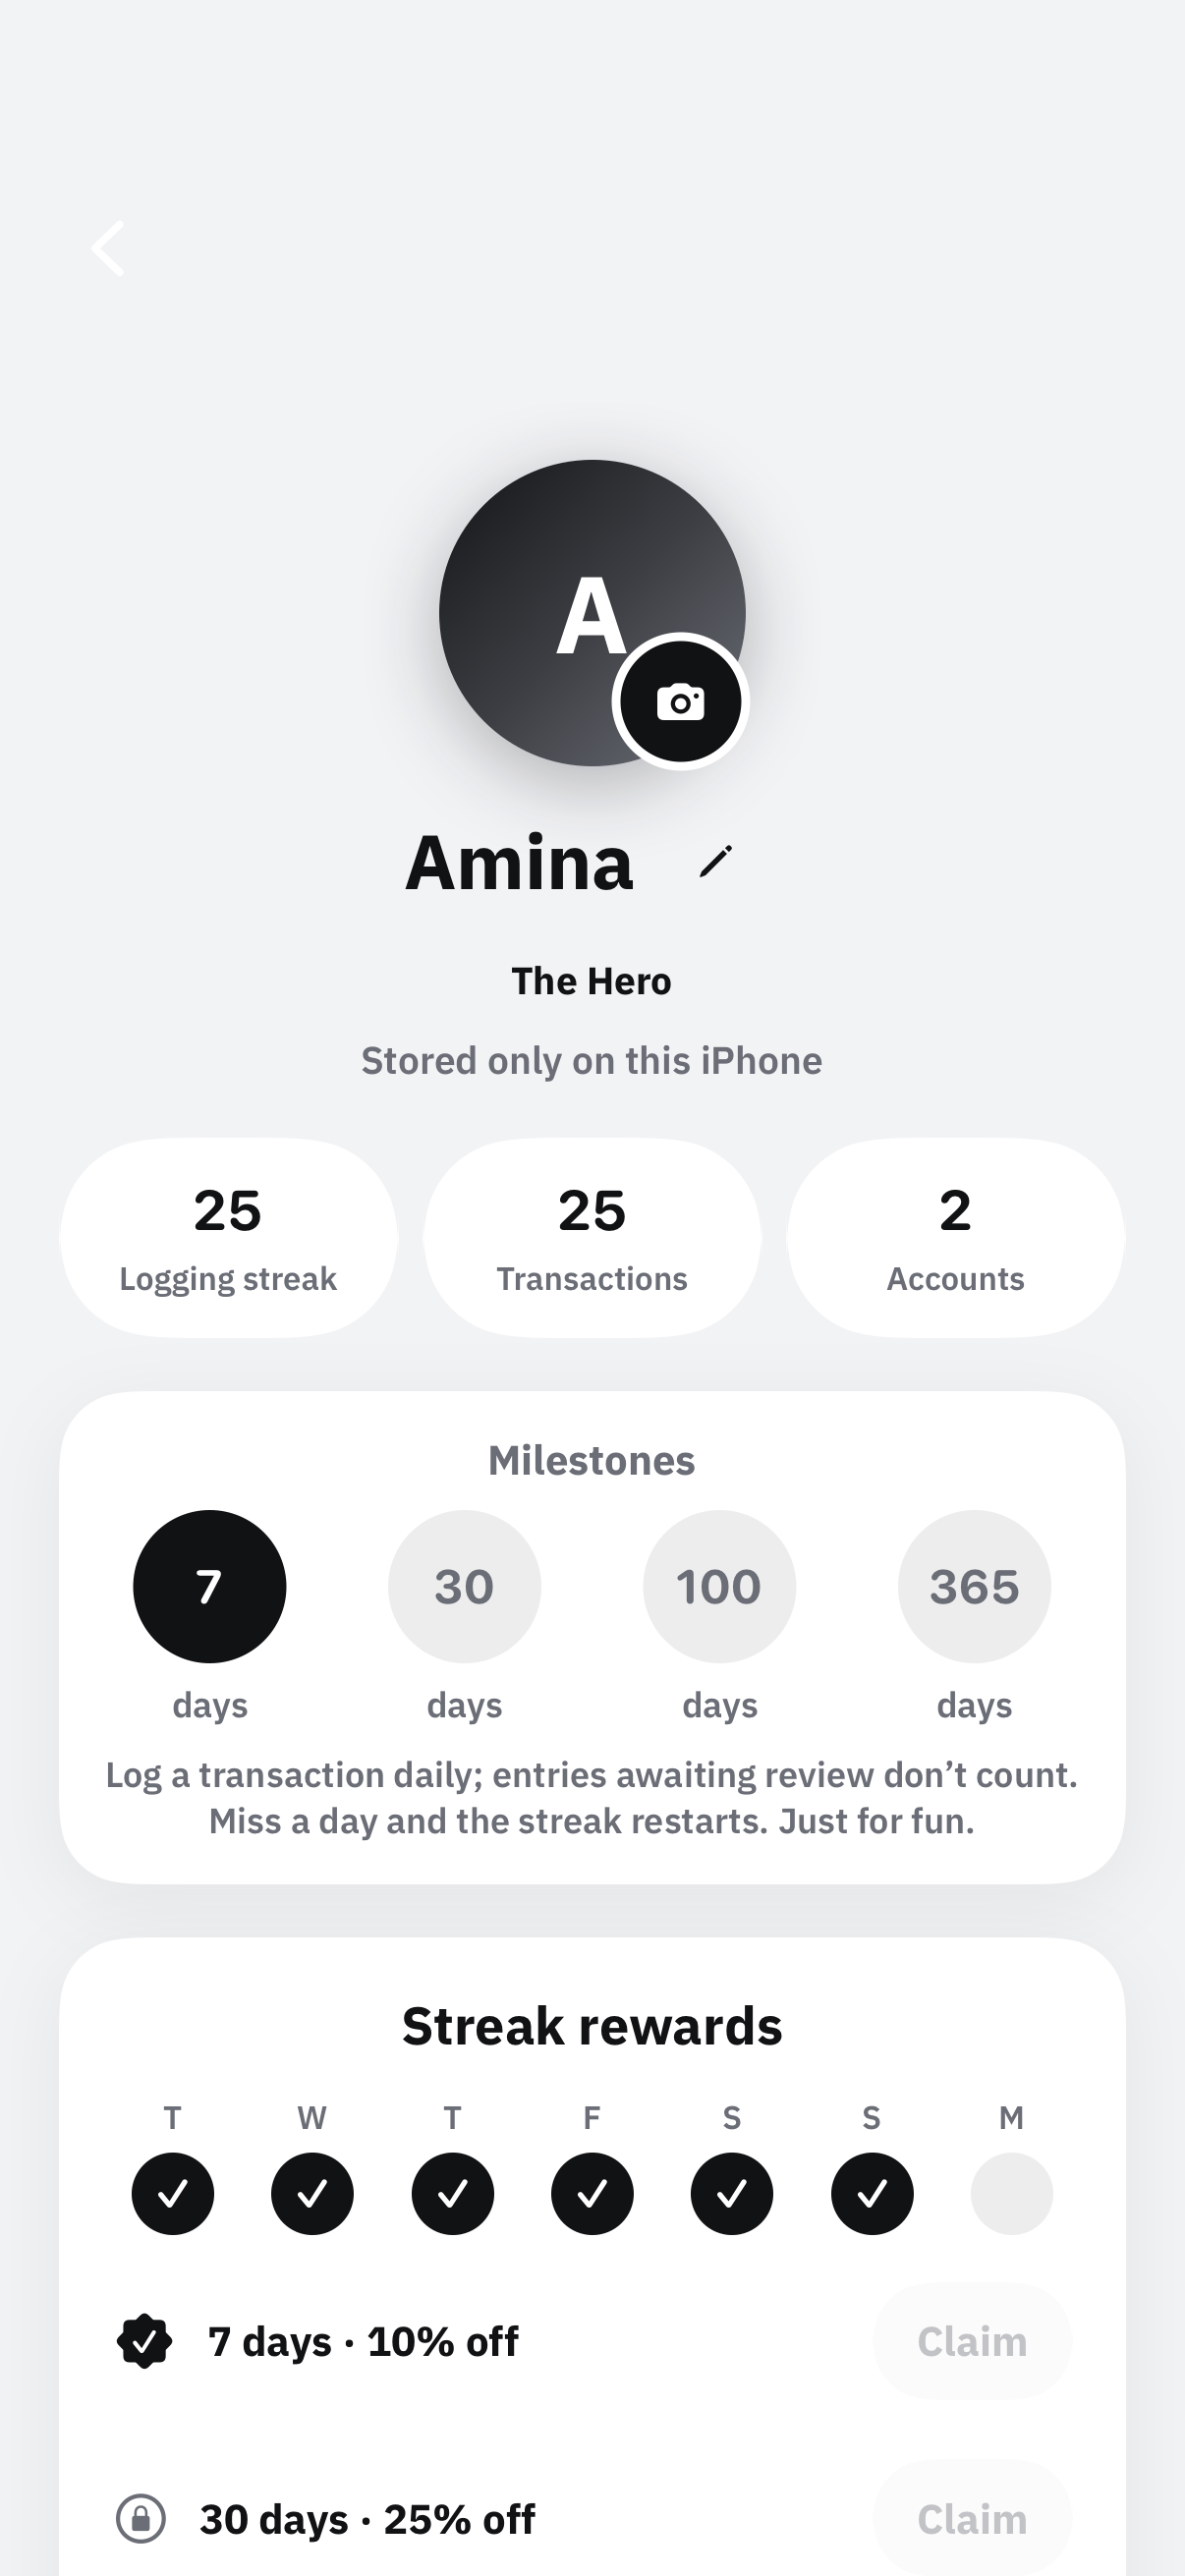 A
Amina
The Hero
Stored only on this iPhone
25
Logging streak
25
Transactions
2
Accounts
Milestones
7
days
30
days
100
days
365
days
Log a transaction daily; entries awaiting review don’t count.
Miss a day and the streak restarts. Just for fun.
Streak rewards
T W T F S S M
7 days · 10% off
Claim
30 days · 25% off
Claim